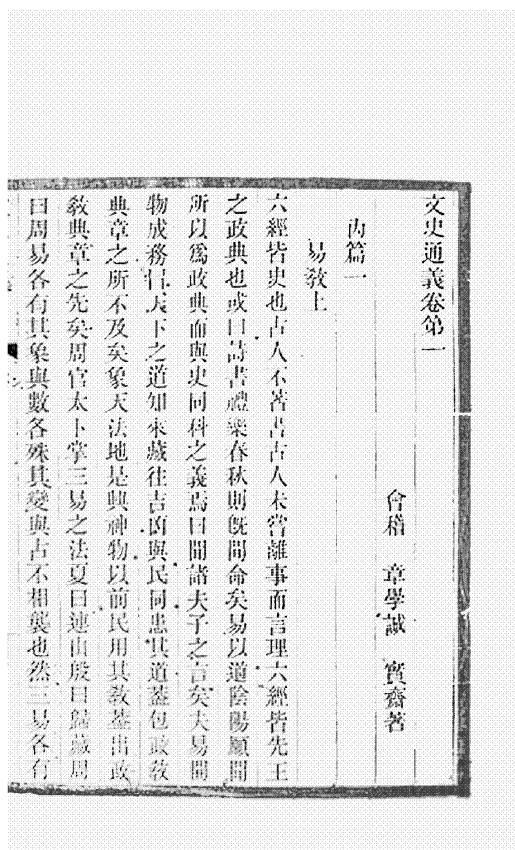 文史通義卷第一
會稽 章學誠 實齋著
內篇一
易敎上
六經皆史也古人不著書古人未嘗離事而言理六經皆先王
之政典也或曰詩書禮樂春秋則旣聞命矣易以道陰陽願聞
所以爲政典而與史同科之義焉曰聞諸夫子之言矣夫易開
物成務冒天下之道知來藏往吉凶與民同患其道蓋包政敎
典章之所不及矣象天法地是興神物以前民用其敎蓋出政
敎典章之先矣周官太卜掌三易之法夏曰連山殷曰歸藏周
曰周易各有其象與數各殊其變與占不相襲也然三易各有